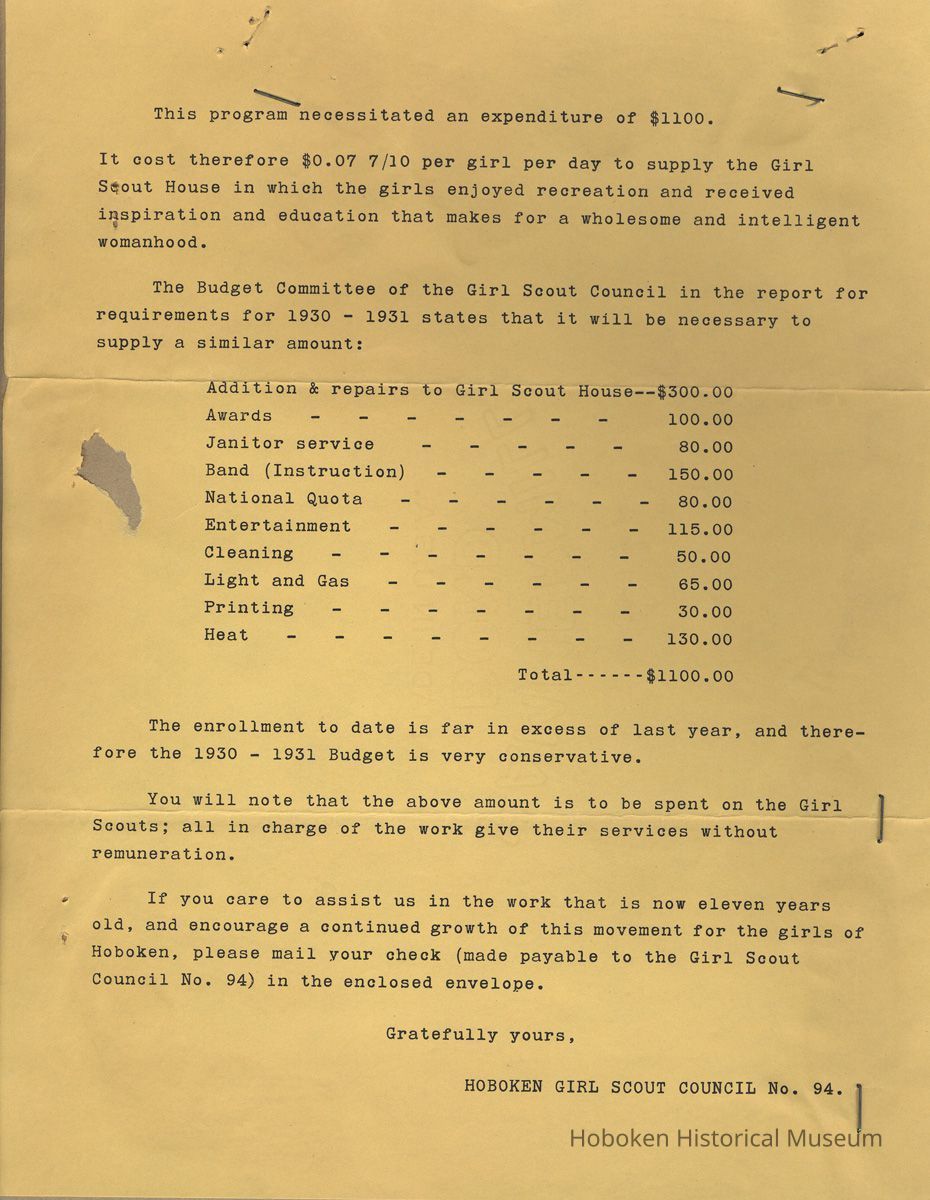 This program necessitated an expenditure of $1100.
It cost therefore $0.07 7/10 per girl per day to supply the Girl
Scout House in which the girls enjoyed recreation and received
inspiration and education that makes for a wholesome and intelligent
womanhood.
The Budget Committee of the Girl Scout Council in the report for
requirements for 1930 - 1931 states that it will be necessary to
supply a similar amount:
Addition & repairs to Girl Scout House--$300.00
Awards - - - - - - - 100.00
Janitor service - - - - - 80.00
Band (Instruction) - - - - - 150.00
National Quota - - - - - - 80.00
Entertainment - - - - - - 115.00
Cleaning - - - - - - - 50.00
Light and Gas - - - - - - 65.00
Printing - - - - - - - 30.00
Heat - - - - - - - - 130.00
Total------$1100.00
The enrollment to date is far in excess of last year, and there-
fore the 1930 - 1931 Budget is very conservative.
You will note that the above amount is to be spent on the Girl
Scouts; all in charge of the work give their services without
remuneration.
If you care to assist us in the work that is now eleven years
old, and encourage a continued growth of this movement for the girls of
Hoboken, please mail your check (made payable to the Girl Scout
Council No. 94) in the enclosed envelope.
Gratefully yours,
HOBOKEN GIRL SCOUT COUNCIL No. 94.
Hoboken Historical Museum